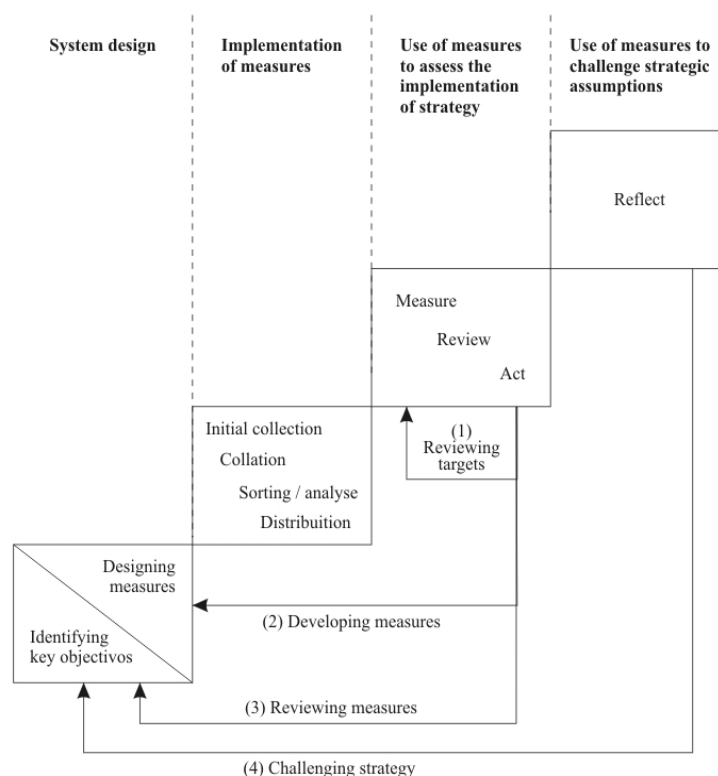 System design
Implementation
of measures
Use of measures
to assess the
implementation
of strategy
Use of measures to
challenge strategic
assumptions
Reflect
Measure
Review
Act
(1)
Reviewing
targets
Initial collection
Collation
Sorting / analyse
Distribuition
Designing
measures
Identifying
key objectivos
(2) Developing measures
(3) Reviewing measures
(4) Challenging strategy